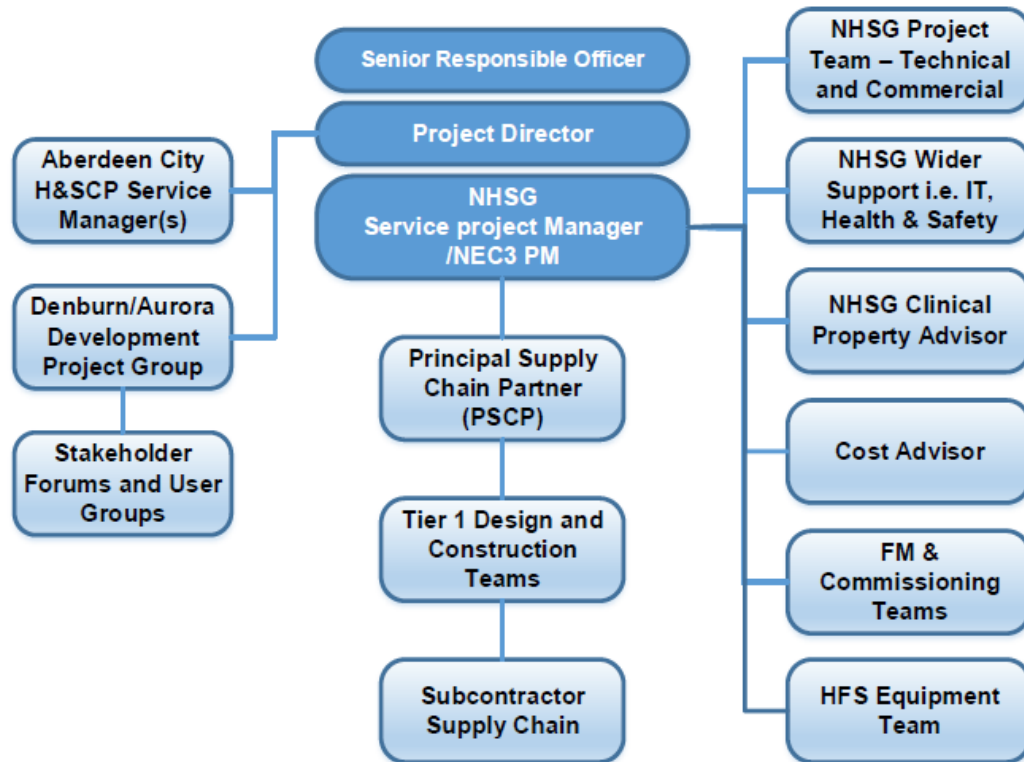 Senior Responsible Officer
Project Director
NHSG
Service project Manager
/NEC3 PM
Aberdeen City
H&SCP Service
Manager(s)
Denburn/Aurora
Development
Project Group
Stakeholder
Forums and User
Groups
Principal Supply
Chain Partner
(PSCP)
Tier 1 Design and
Construction
Teams
Subcontractor
Supply Chain
NHSG Project
Team – Technical
and Commercial
NHSG Wider
Support i.e. IT,
Health & Safety
NHSG Clinical
Property Advisor
Cost Advisor
FM &
Commissioning
Teams
HFS Equipment
Team